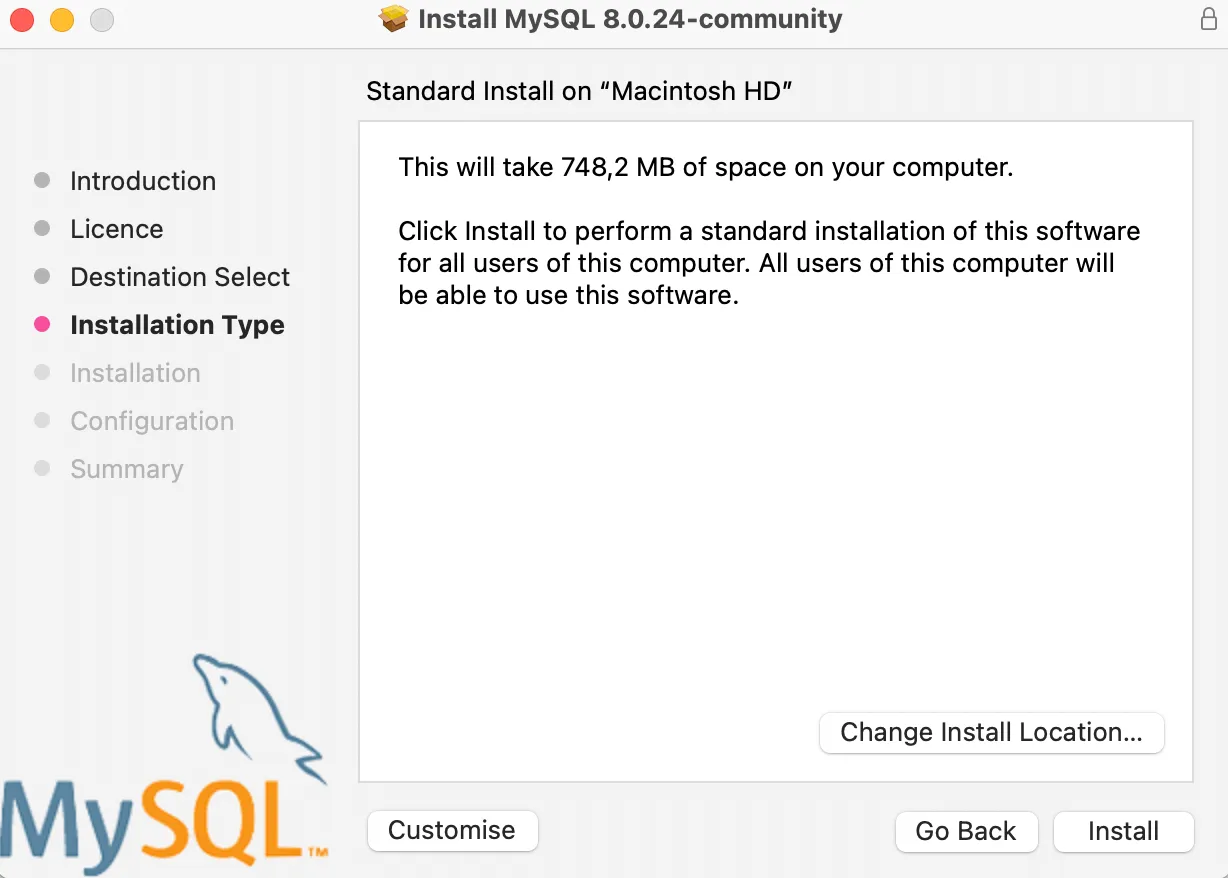 Install MySQL 8.0.24-community
Standard Install on “Macintosh HD”
Introduction
Licence
Destination Select
Installation Type
Installation
Configuration
Summary
This will take 748,2 MB of space on your computer.
Click Install to perform a standard installation of this software
for all users of this computer. All users of this computer will
be able to use this software.
Change Install Location...
MySQL™
Customise
Go Back
Install